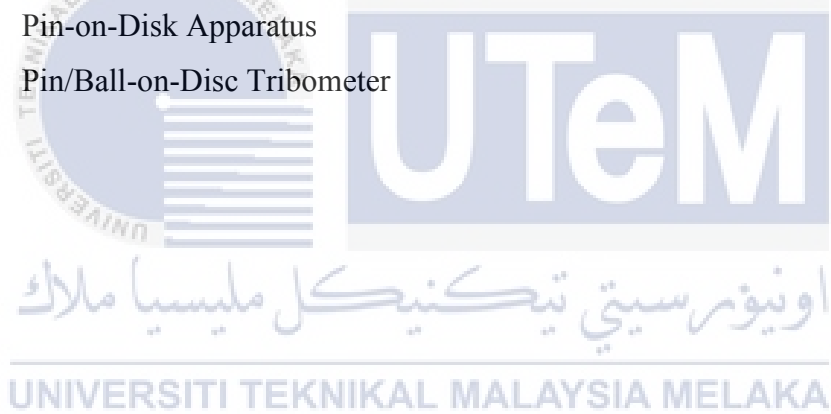 Pin-on-Disk Apparatus
Pin/Ball-on-Disc Tribometer
UTeM
اونيۏرسيتي تيكنيكل مليسيا ملاك
UNIVERSITI TEKNIKAL MALAYSIA MELAKA